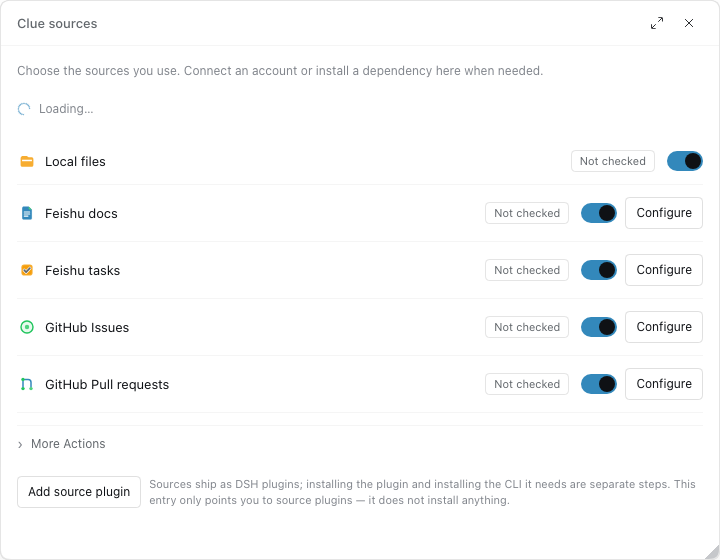 Clue sources
Choose the sources you use. Connect an account or install a dependency here when needed.
Loading...
Local files
Not checked
Feishu docs
Not checked
Configure
Feishu tasks
Not checked
Configure
GitHub Issues
Not checked
Configure
GitHub Pull requests
Not checked
Configure
More Actions
Add source plugin
Sources ship as DSH plugins; installing the plugin and installing the CLI it needs are separate steps. This
entry only points you to source plugins — it does not install anything.